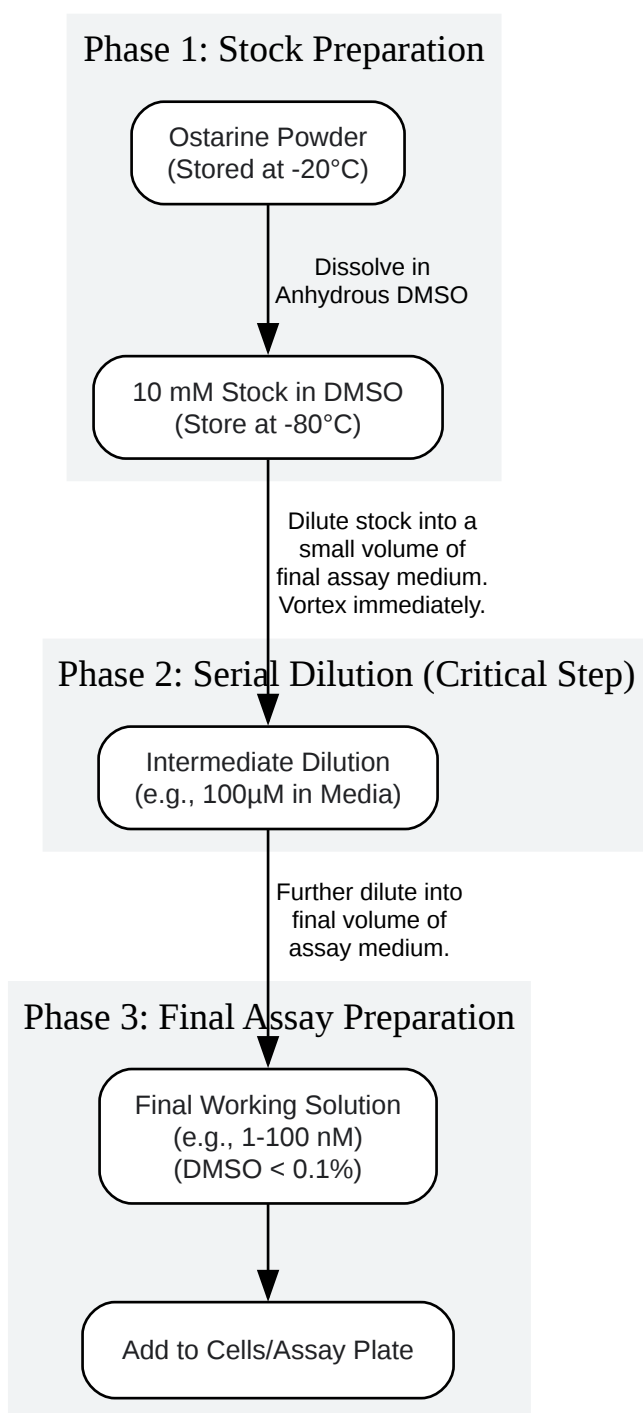 Phase 1: Stock Preparation
Ostarine Powder
(Stored at -20°C)
Dissolve in
Anhydrous DMSO
10 mM Stock in DMSO
(Store at -80°C)
Dilute stock into a
small volume of
final assay medium.
Vortex immediately.
Phase 2: Serial Dilution (Critical Step)
Intermediate Dilution
(e.g., 100µM in Media)
Further dilute into
final volume of
assay medium.
Phase 3: Final Assay Preparation
Final Working Solution
(e.g., 1-100 nM)
(DMSO < 0.1%)
Add to Cells/Assay Plate